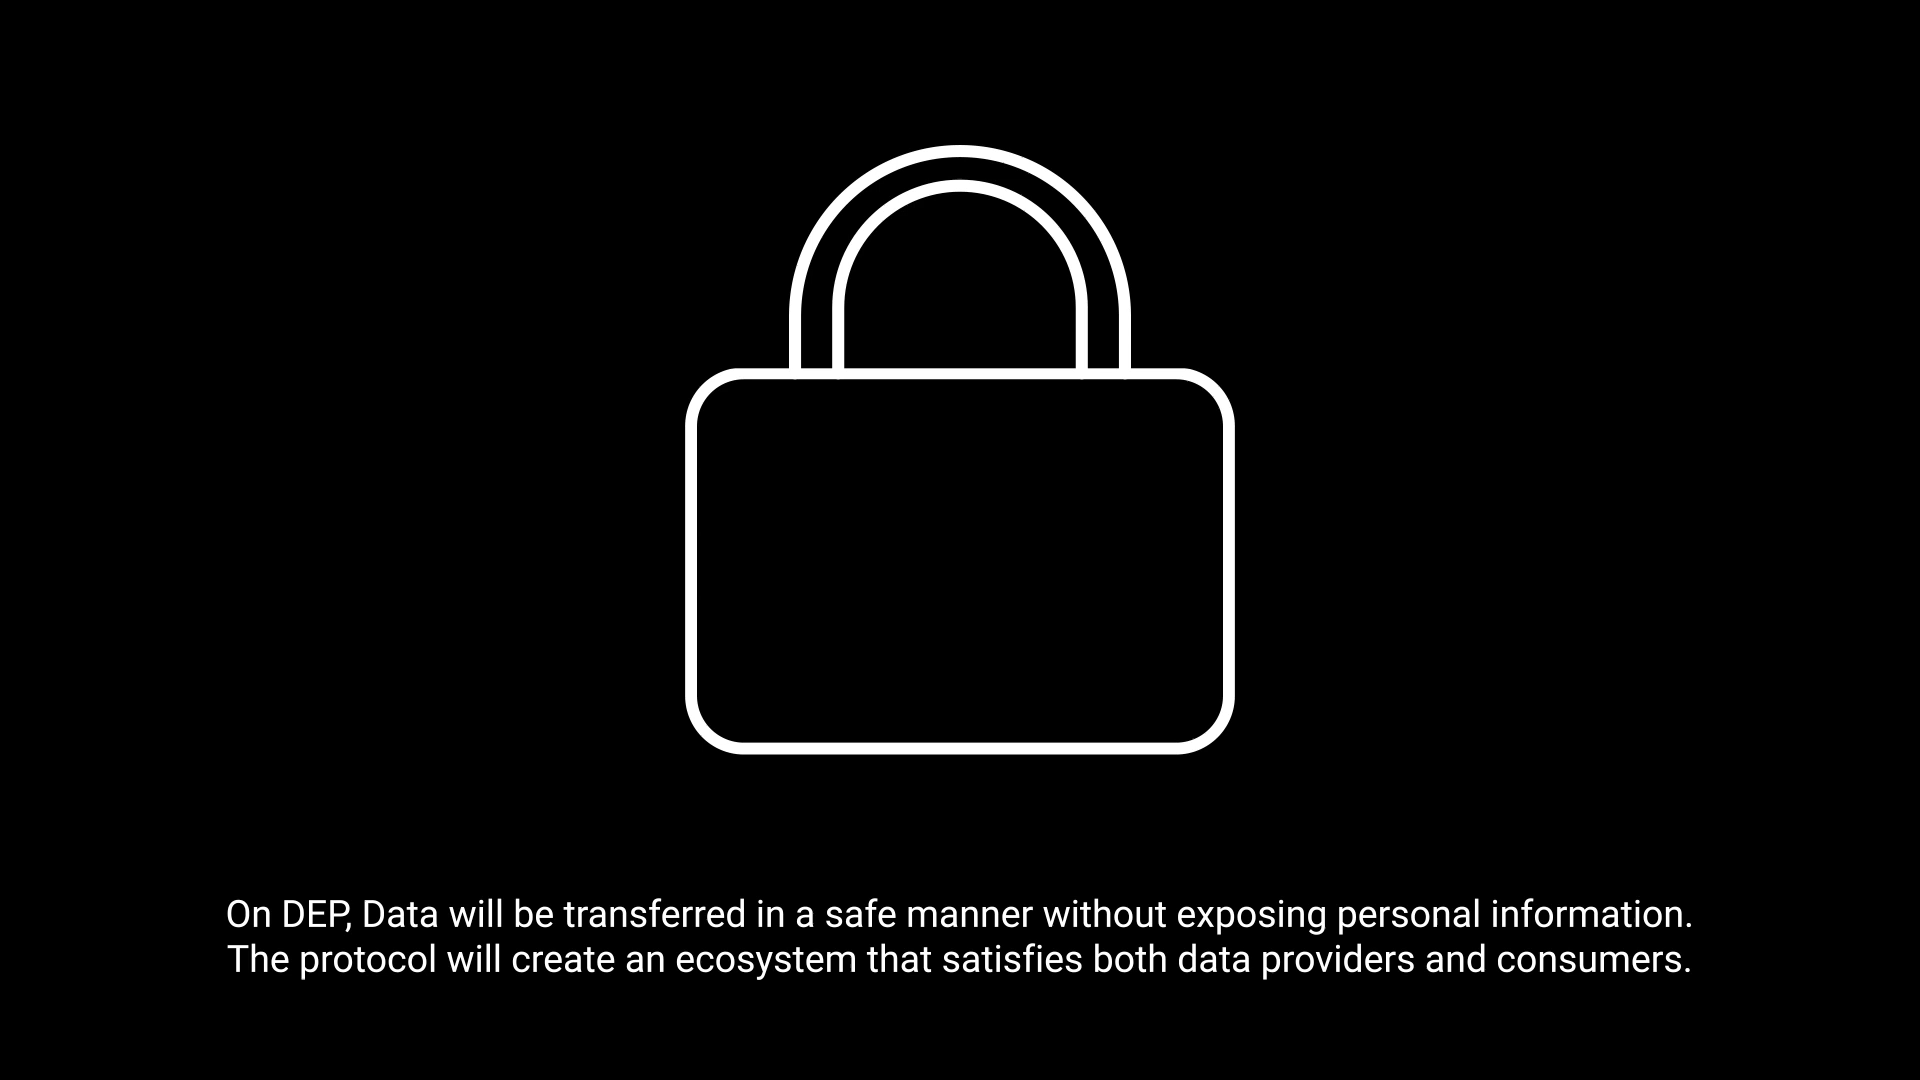 On DEP, Data will be transferred in a safe manner without exposing personal information.
The protocol will create an ecosystem that satisfies both data providers and consumers.